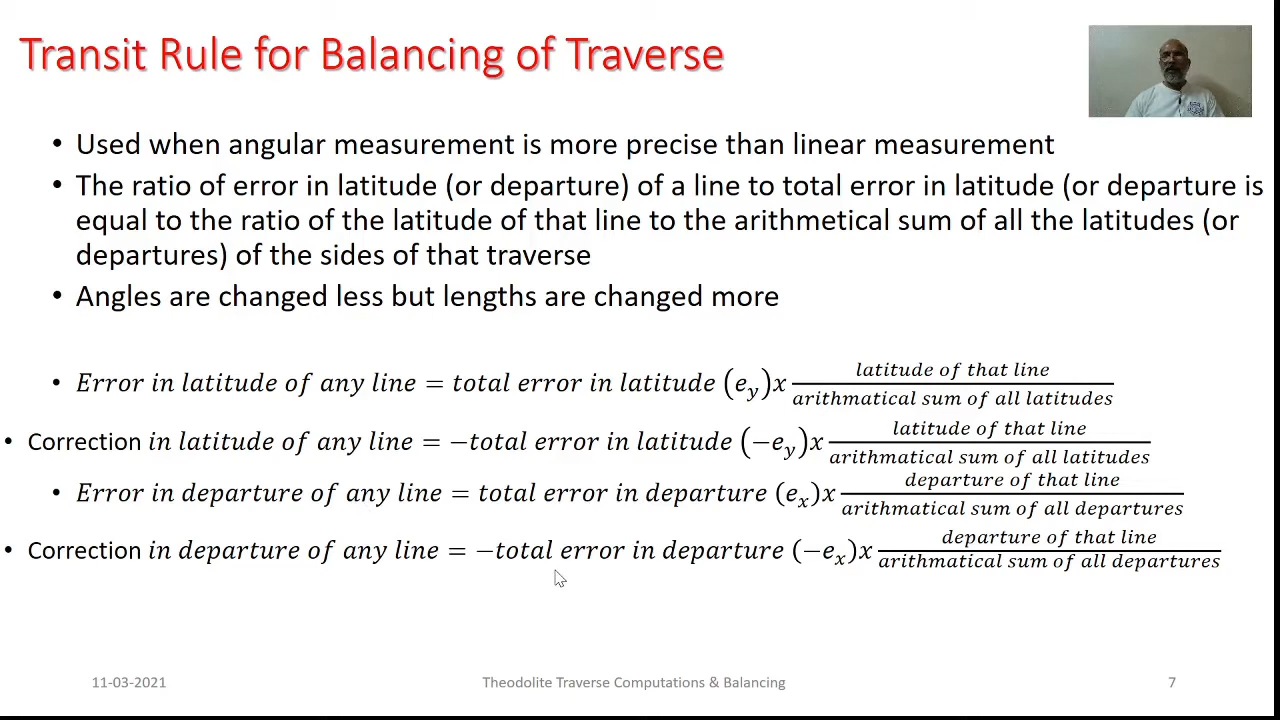 Transit Rule for Balancing of Traverse
• Used when angular measurement is more precise than linear measurement
• The ratio of error in latitude (or departure) of a line to total error in latitude (or departure is
equal to the ratio of the latitude of that line to the arithmetical sum of all the latitudes (or
departures) of the sides of that traverse
• Angles are changed less but lengths are changed more
• Error in latitude of any line = total error in latitude (e_y)x latitude of that line / arithmatical sum of all latitudes
• Correction in latitude of any line = −total error in latitude (−e_y)x latitude of that line / arithmatical sum of all latitudes
• Error in departure of any line = total error in departure (e_x)x departure of that line / arithmatical sum of all departures
• Correction in departure of any line = −total error in departure (−e_x)x departure of that line / arithmatical sum of all departures
11-03-2021 Theodolite Traverse Computations & Balancing 7